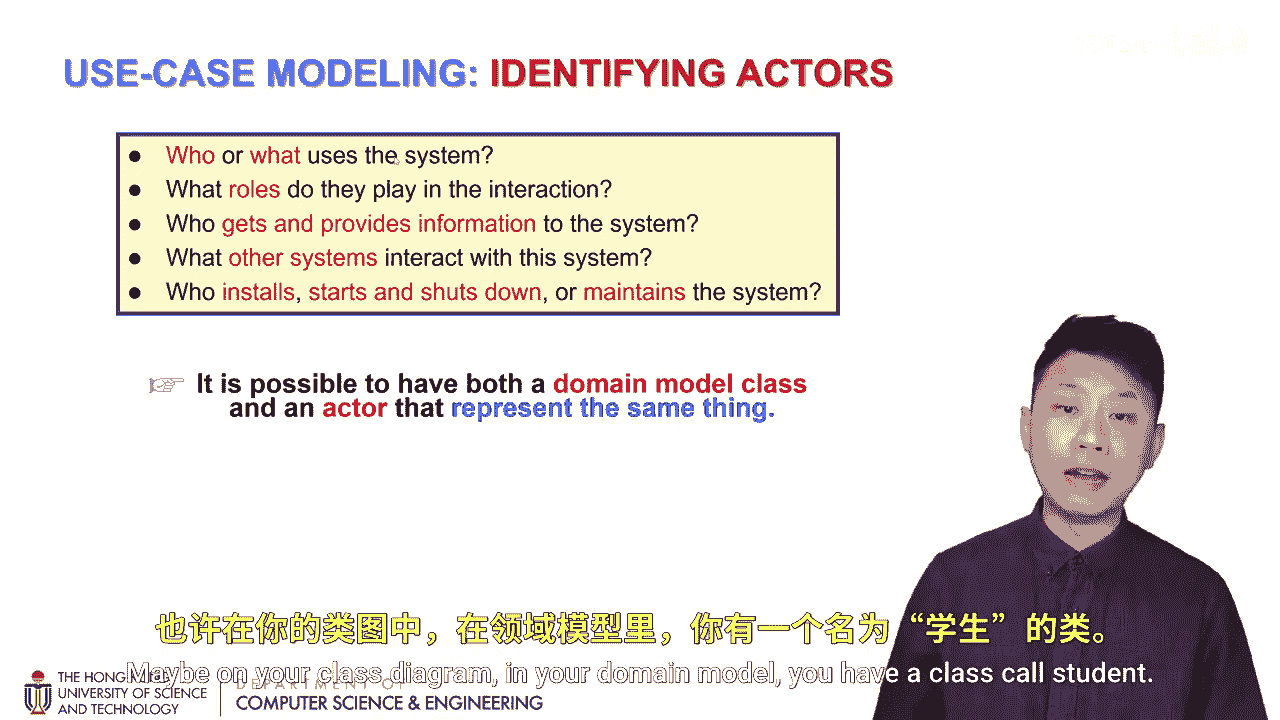 USE-CASE MODELING: IDENTIFYING ACTORS
● Who or what uses the system?
● What roles do they play in the interaction?
● Who gets and provides information to the system?
● What other systems interact with this system?
● Who installs, starts and shuts down, or maintains the system?
☞ It is possible to have both a domain model class
and an actor that represent the same thing.
也许在你的类图中，在领域模型里，你有一个名为“学生”的类。
Maybe on your class diagram, in your domain model, you have a class call student.
THE HONG KONG
UNIVERSITY OF SCIENCE
AND TECHNOLOGY
DEPARTMENT OF
COMPUTER SCIENCE & ENGINEERING